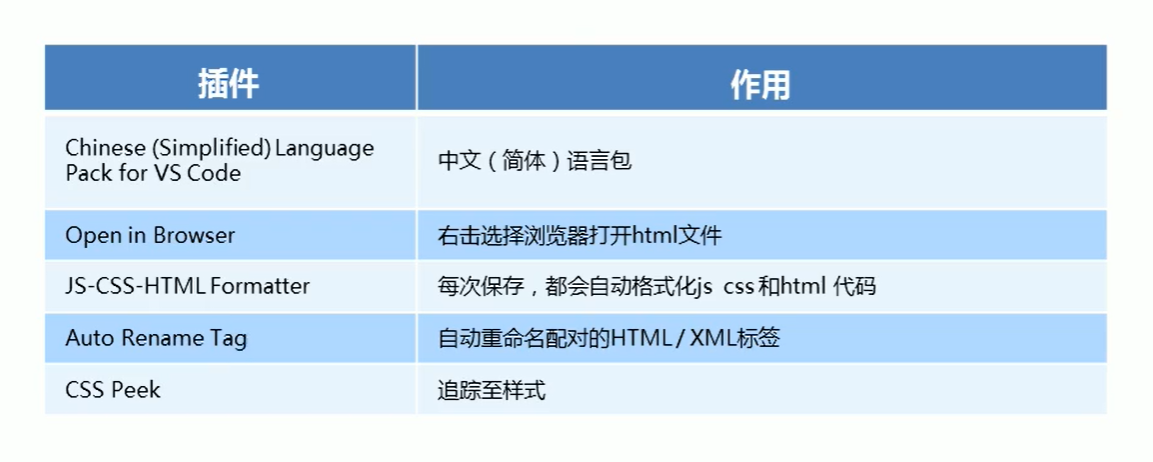 插件
作用
Chinese (Simplified) Language
Pack for VS Code
中文（简体）语言包
Open in Browser
右击选择浏览器打开html文件
JS-CSS-HTML Formatter
每次保存，都会自动格式化js css和html 代码
Auto Rename Tag
自动重命名配对的HTML / XML标签
CSS Peek
追踪至样式